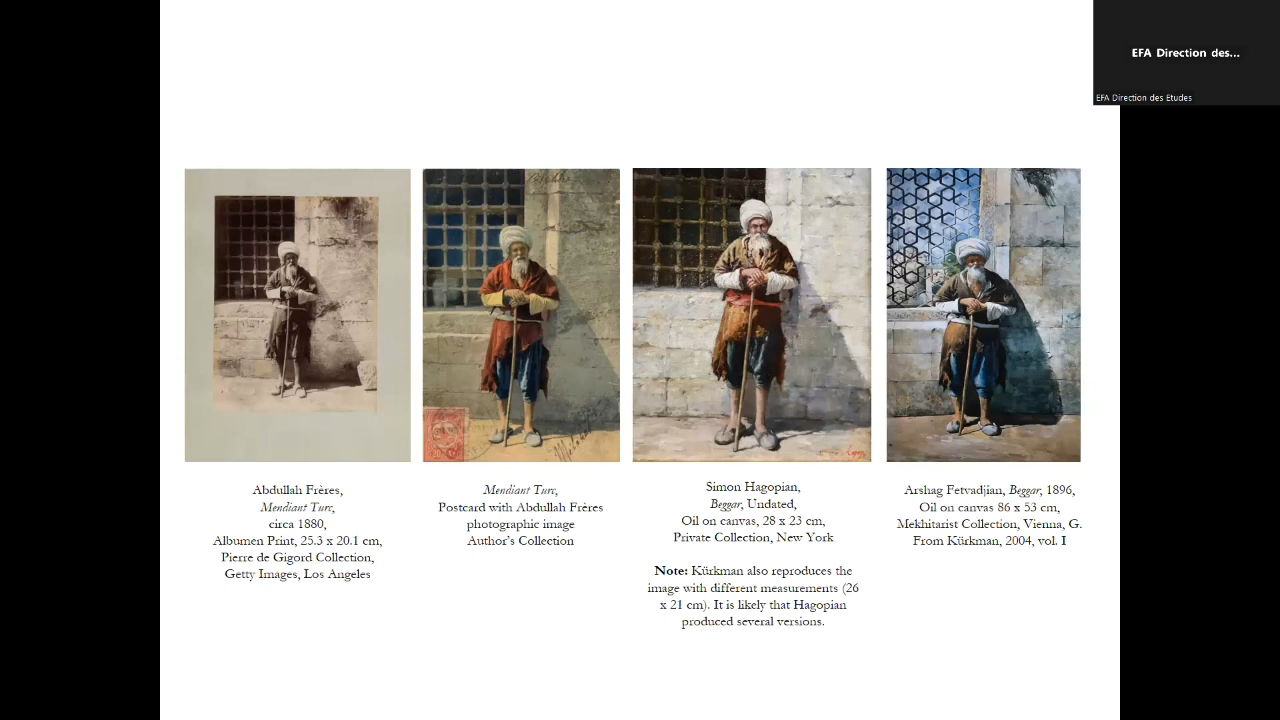 EFA Direction des...
EFA Direction des Etudes
Abdullah Frères,
Mendiant Turc,
circa 1880,
Albumen Print, 25.3 x 20.1 cm,
Pierre de Gigord Collection,
Getty Images, Los Angeles
Mendiant Turc,
Postcard with Abdullah Frères
photographic image
Author's Collection
Simon Hagopian,
Beggar, Undated,
Oil on canvas, 28 x 23 cm,
Private Collection, New York
Note: Kürkman also reproduces the
image with different measurements (26
x 21 cm). It is likely that Hagopian
produced several versions.
Arshag Fetvadjian, Beggar, 1896,
Oil on canvas 86 x 53 cm,
Mekhitarist Collection, Vienna, G.
From Kürkman, 2004, vol. I